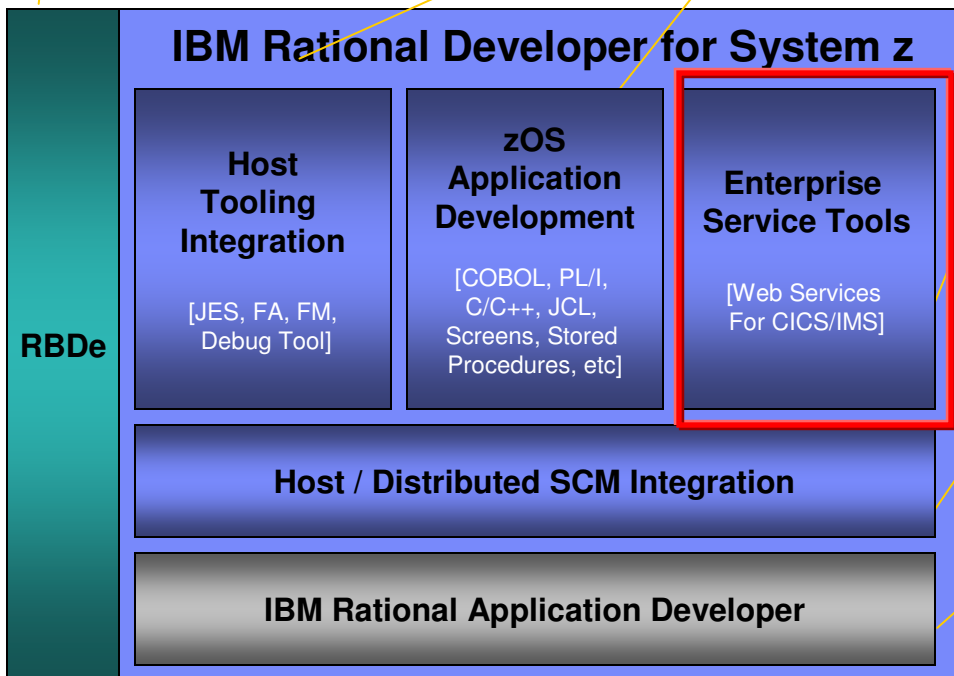 IBM Rational Developer for System z
RBDe
Host
Tooling
Integration
[JES, FA, FM,
Debug Tool]
zOS
Application
Development
[COBOL, PL/I,
C/C++, JCL,
Screens, Stored
Procedures, etc]
Enterprise
Service Tools
[Web Services
For CICS/IMS]
Host / Distributed SCM Integration
IBM Rational Application Developer